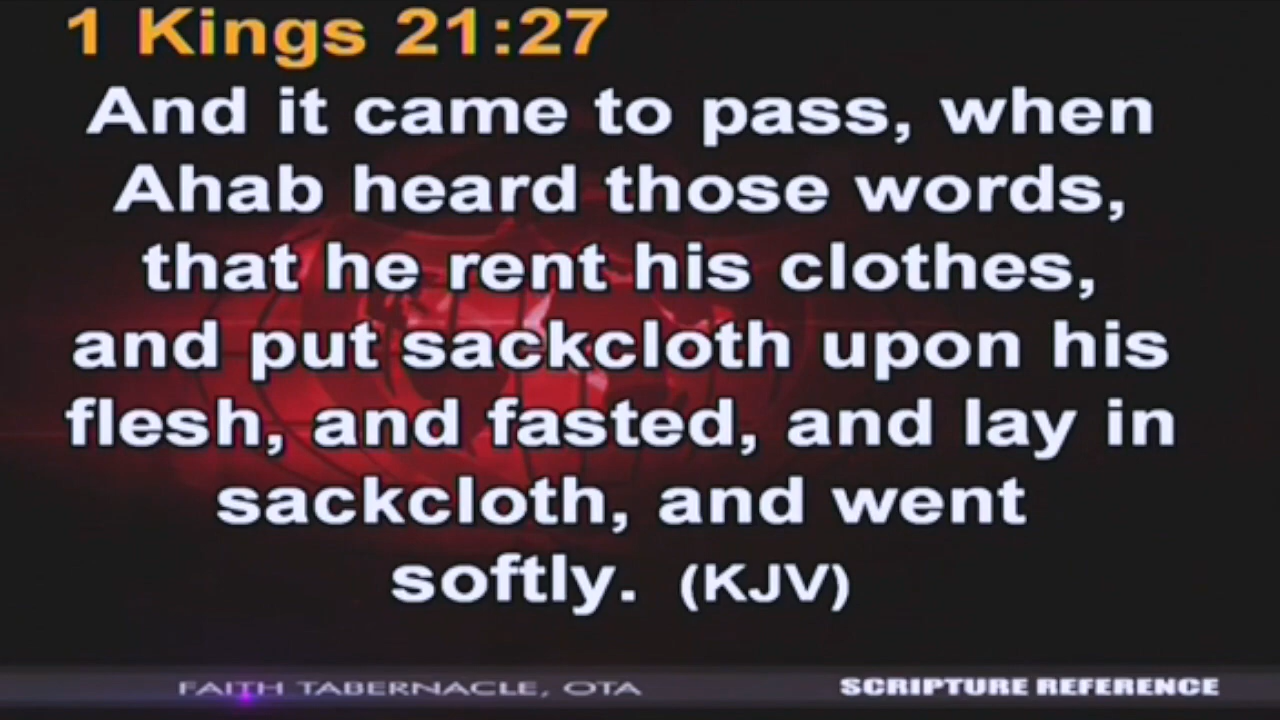 1 Kings 21:27
And it came to pass, when
Ahab heard those words,
that he rent his clothes,
and put sackcloth upon his
flesh, and fasted, and lay in
sackcloth, and went
softly. (KJV)
FAITH TABERNACLE, OTA
SCRIPTURE REFERENCE